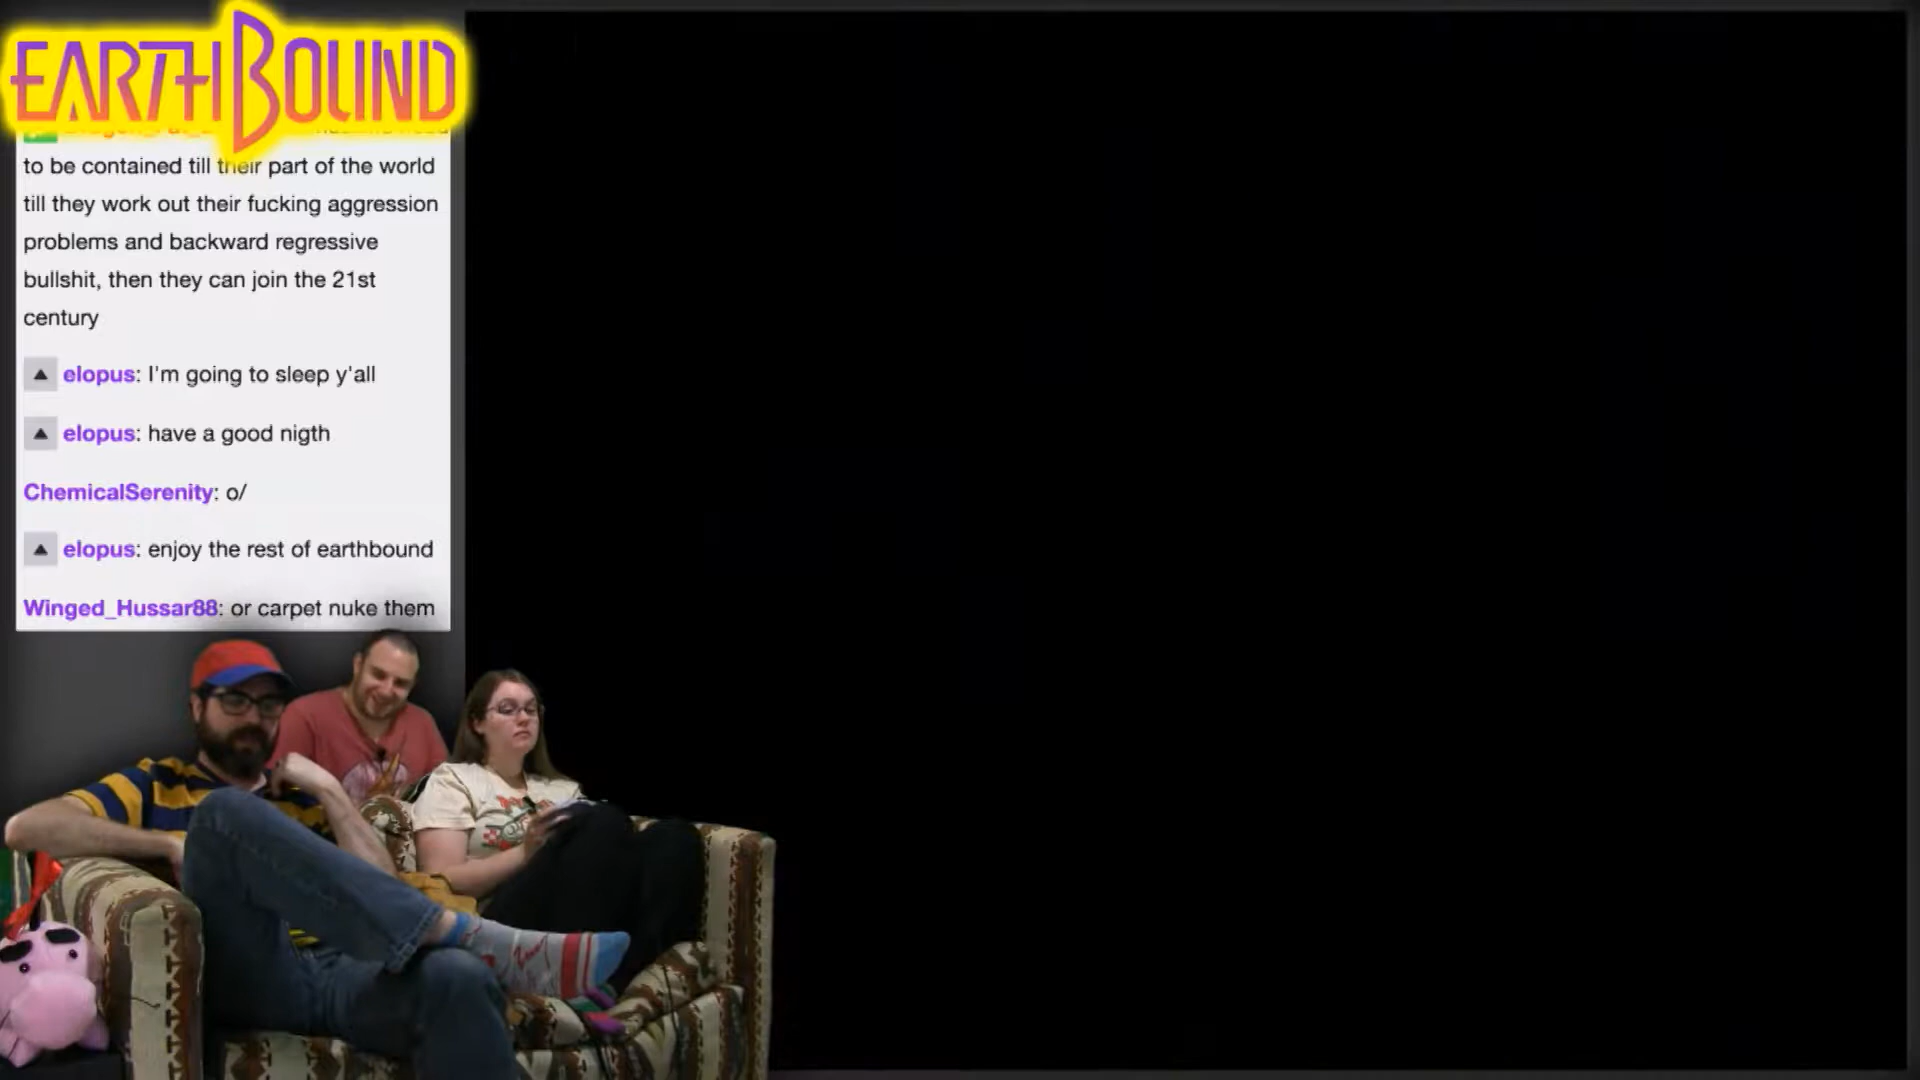 EARTHBOUND
to be contained till their part of the world
till they work out their fucking aggression
problems and backward regressive
bullshit, then they can join the 21st
century
elopus: I'm going to sleep y'all
elopus: have a good nigth
ChemicalSerenity: o/
elopus: enjoy the rest of earthbound
Winged_Hussar88: or carpet nuke them